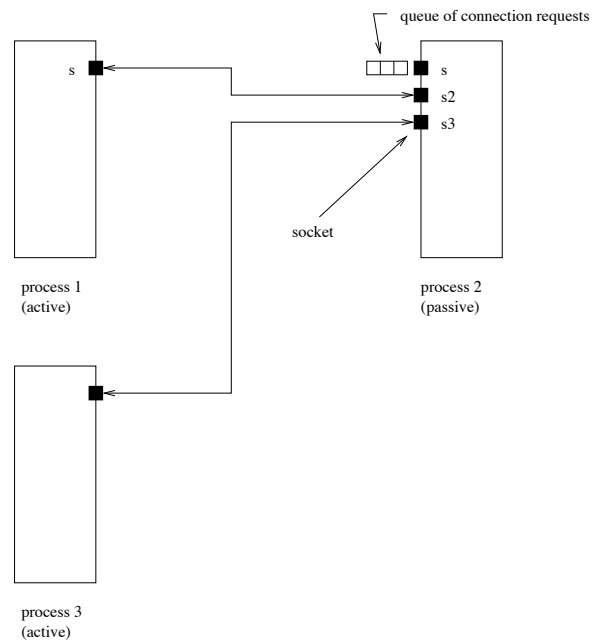 queue of connection requests
s
s
s2
s3
socket
process 1
(active)
process 2
(passive)
process 3
(active)